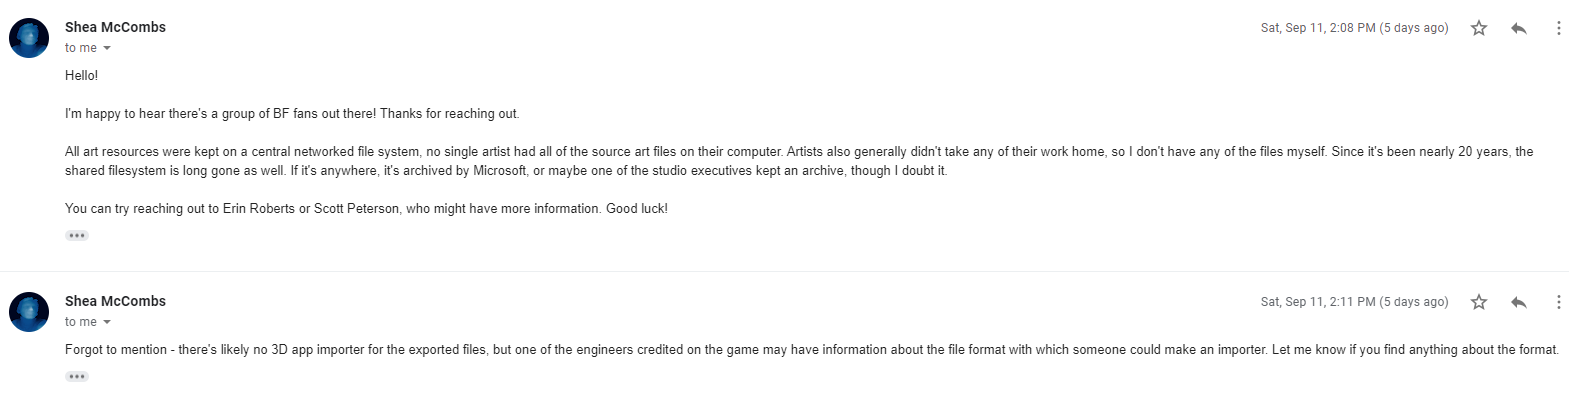 Shea McCombs
Sat, Sep 11, 2:08 PM (5 days ago)
to me
Hello!
I'm happy to hear there's a group of BF fans out there! Thanks for reaching out.
All art resources were kept on a central networked file system, no single artist had all of the source art files on their computer. Artists also generally didn't take any of their work home, so I don't have any of the files myself. Since it's been nearly 20 years, the
shared filesystem is long gone as well. If it's anywhere, it's archived by Microsoft, or maybe one of the studio executives kept an archive, though I doubt it.
You can try reaching out to Erin Roberts or Scott Peterson, who might have more information. Good luck!
Shea McCombs
Sat, Sep 11, 2:11 PM (5 days ago)
to me
Forgot to mention - there's likely no 3D app importer for the exported files, but one of the engineers credited on the game may have information about the file format with which someone could make an importer. Let me know if you find anything about the format.